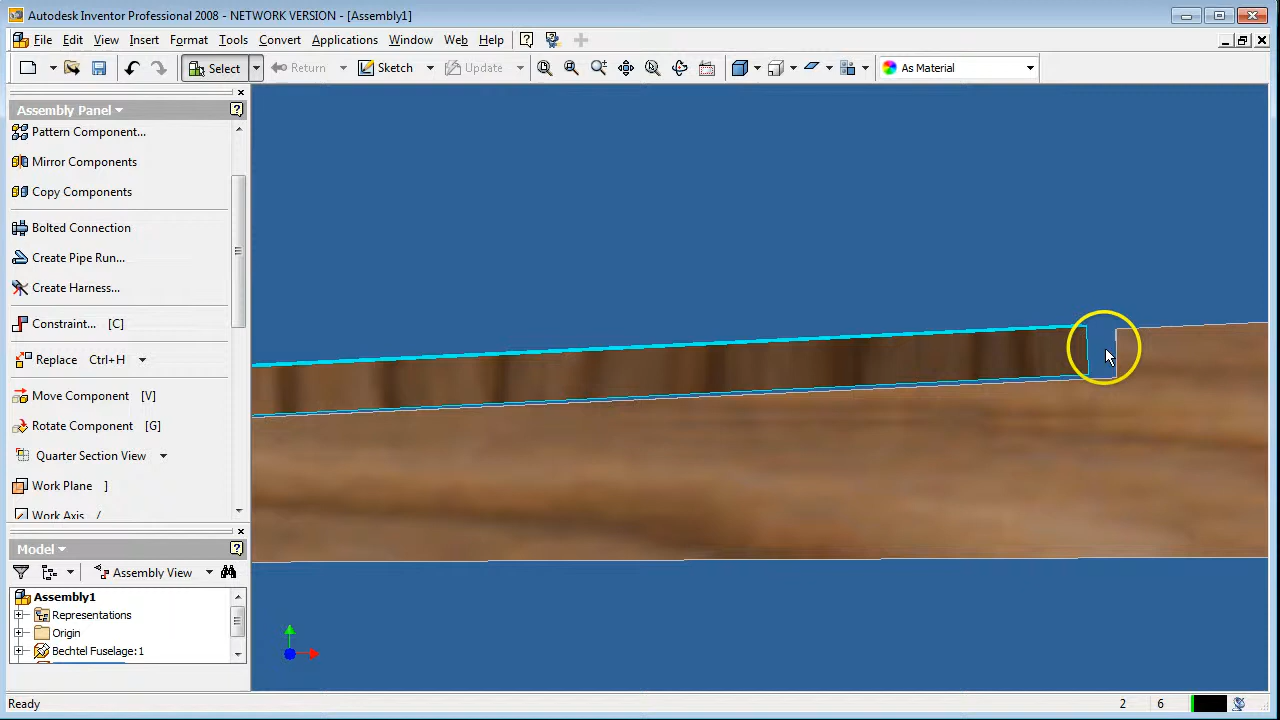 Autodesk Inventor Professional 2008 - NETWORK VERSION - [Assembly1]
File Edit View Insert Format Tools Convert Applications Window Web Help
Select Return Sketch Update As Material
Assembly Panel
Pattern Component...
Mirror Components
Copy Components
Bolted Connection
Create Pipe Run...
Create Harness...
Constraint... [C]
Replace Ctrl+H
Move Component [V]
Rotate Component [G]
Quarter Section View
Work Plane ]
Work Axis /
Model
Assembly View
Assembly1
Representations
Origin
Bechtel Fuselage:1
Ready 2 6